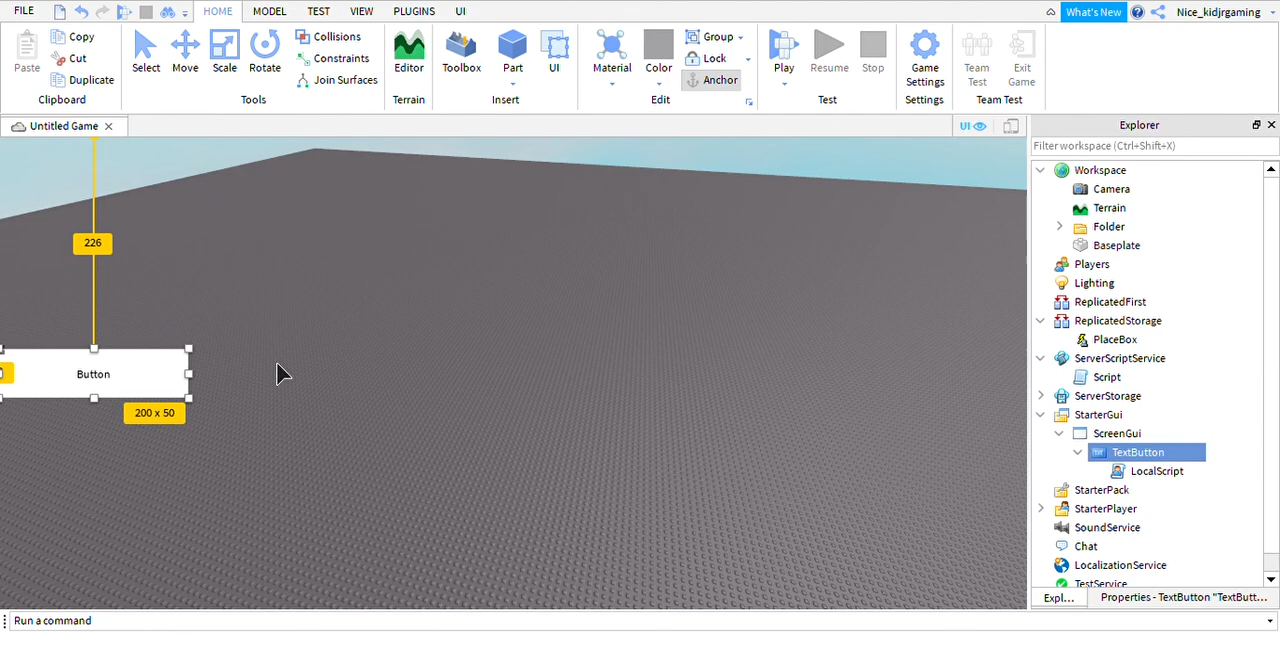 FILE HOME MODEL TEST VIEW PLUGINS UI What's New Nice_kidjrgaming
Paste Copy Cut Duplicate
Clipboard
Select Move Scale Rotate Collisions Constraints Join Surfaces
Tools
Editor
Terrain
Toolbox Part UI
Insert
Material Color Group Lock Anchor
Edit
Play Resume Stop
Test
Game Settings
Settings
Team Test Exit Game
Team Test
Untitled Game
UI
226
Button
200 x 50
Explorer
Filter workspace (Ctrl+Shift+X)
Workspace
Camera
Terrain
Folder
Baseplate
Players
Lighting
ReplicatedFirst
ReplicatedStorage
PlaceBox
ServerScriptService
Script
ServerStorage
StarterGui
ScreenGui
TextButton
LocalScript
StarterPack
StarterPlayer
SoundService
Chat
LocalizationService
TestService
Expl... Properties - TextButton "TextButt...
Run a command